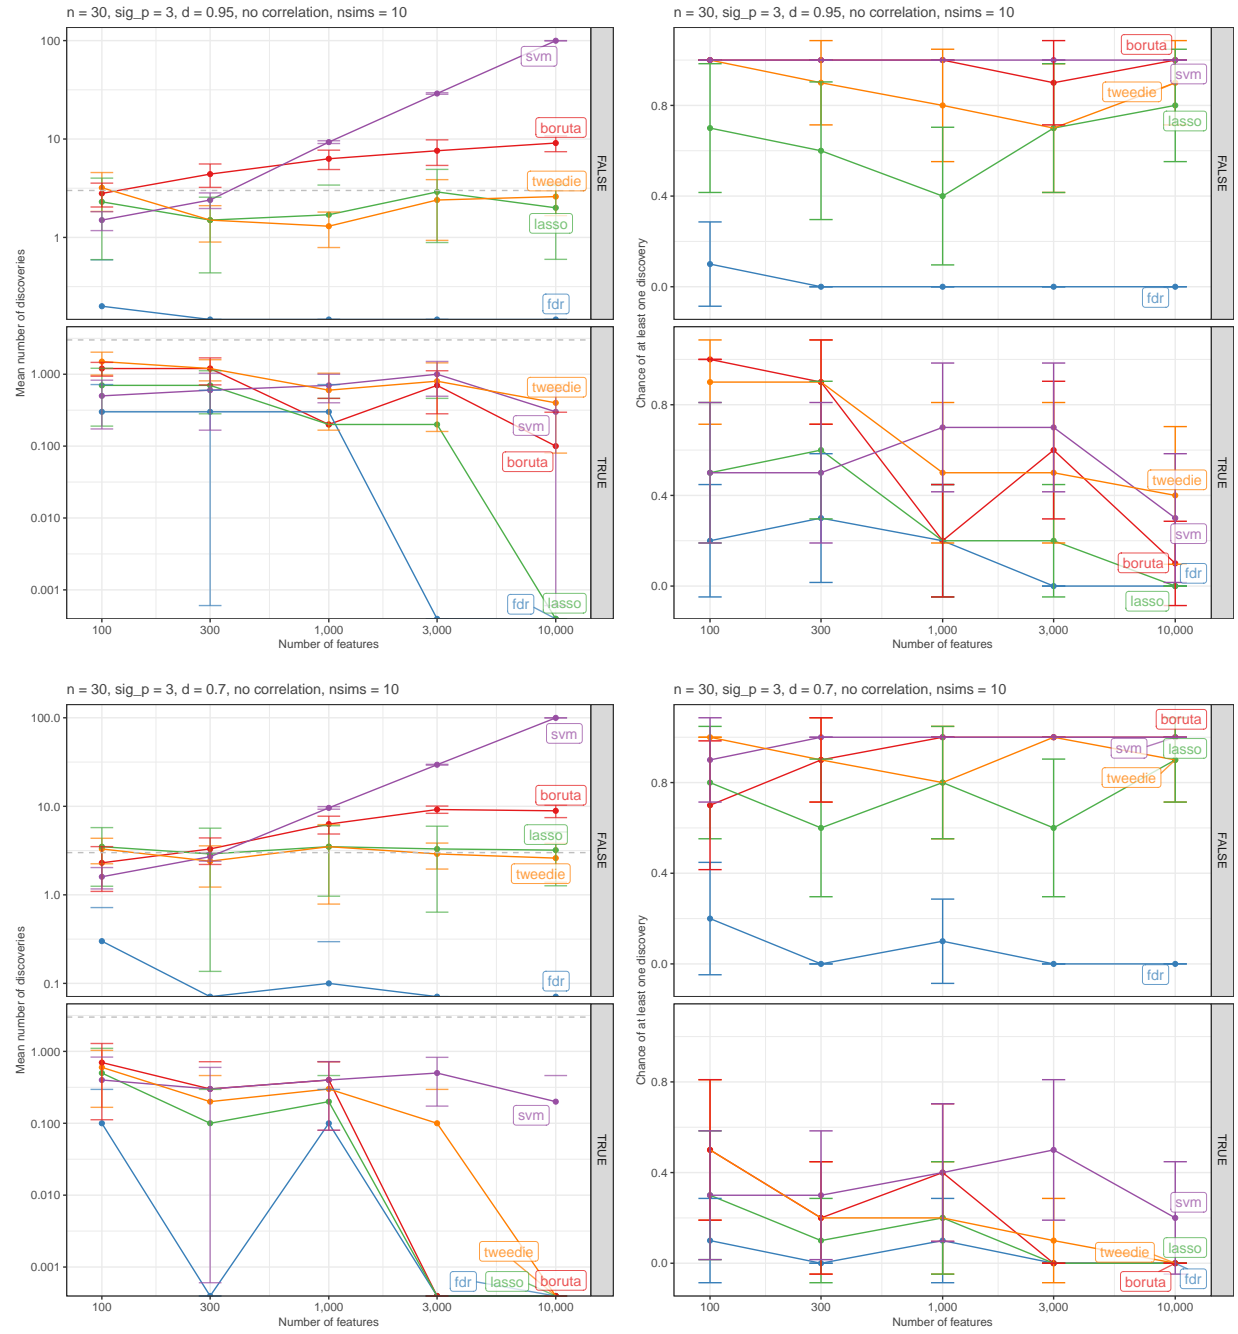 n = 30, sig_p = 3, d = 0.95, no correlation, nsims = 10
Mean number of discoveries
100
10
1
svm
boruta
tweedie
lasso
fdr
FALSE
1.000
0.100
0.010
0.001
tweedie
svm
boruta
fdr
lasso
TRUE
100
300
1,000
3,000
10,000
Number of features
n = 30, sig_p = 3, d = 0.95, no correlation, nsims = 10
Chance of at least one discovery
0.8
0.4
0.0
boruta
svm
tweedie
lasso
fdr
FALSE
0.8
0.4
0.0
tweedie
svm
boruta
fdr
lasso
TRUE
100
300
1,000
3,000
10,000
Number of features
n = 30, sig_p = 3, d = 0.7, no correlation, nsims = 10
Mean number of discoveries
100.0
10.0
1.0
0.1
svm
boruta
lasso
tweedie
fdr
FALSE
1.000
0.100
0.010
0.001
svm
tweedie
fdr
lasso
boruta
TRUE
100
300
1,000
3,000
10,000
Number of features
n = 30, sig_p = 3, d = 0.7, no correlation, nsims = 10
Chance of at least one discovery
0.8
0.4
0.0
boruta
svm
lasso
tweedie
fdr
FALSE
0.8
0.4
0.0
svm
lasso
tweedie
boruta
fdr
TRUE
100
300
1,000
3,000
10,000
Number of features